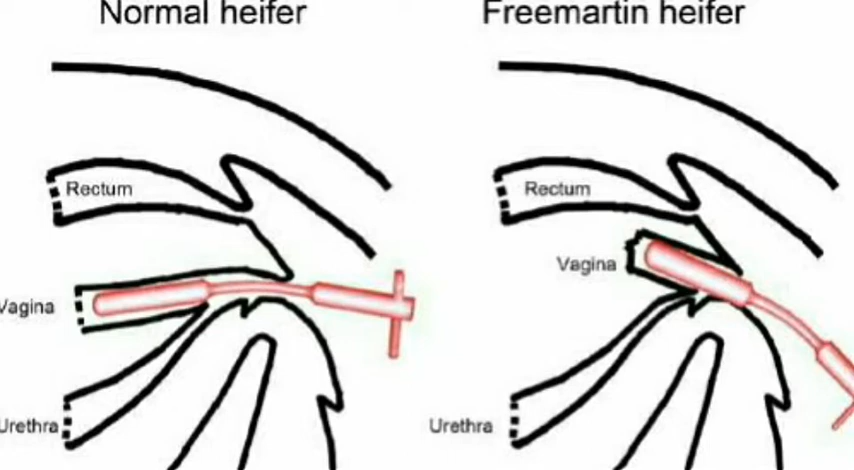 Normal heifer
Freemartin heifer
Rectum
Vagina
Urethra
Rectum
Vagina
Urethra